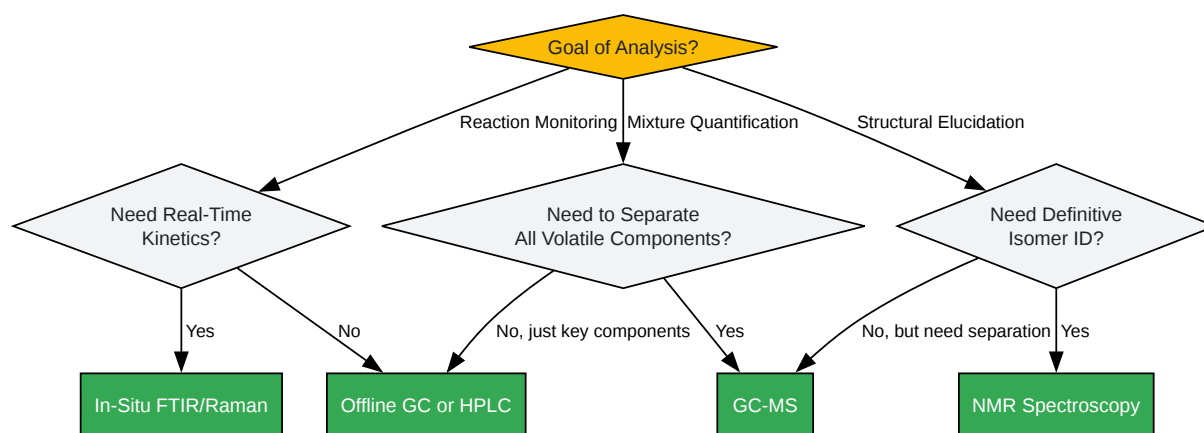 Goal of Analysis?
Reaction Monitoring
Mixture Quantification
Structural Elucidation
Need Real-Time
Kinetics?
Need to Separate
All Volatile Components?
Need Definitive
Isomer ID?
Yes
No
No, just key components
Yes
No, but need separation
Yes
In-Situ FTIR/Raman
Offline GC or HPLC
GC-MS
NMR Spectroscopy